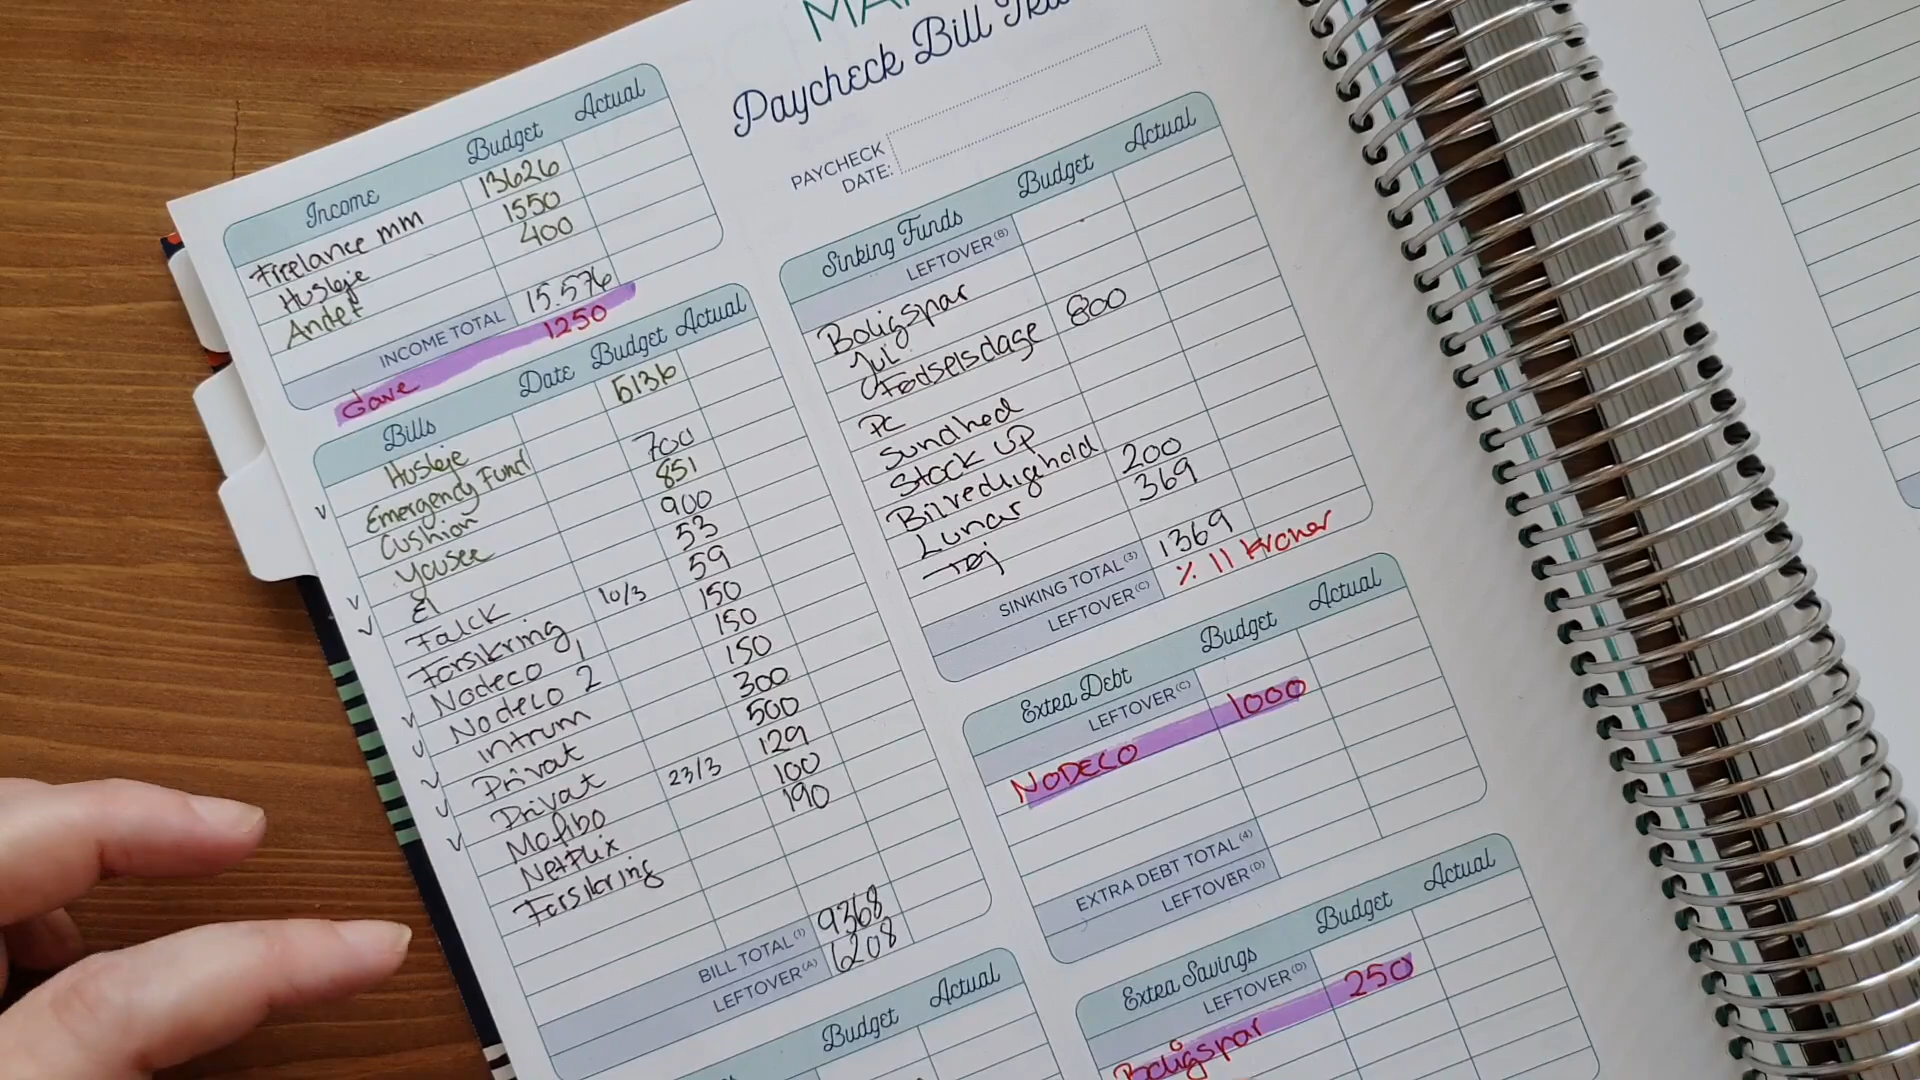 MA
Paycheck Bill Tra
PAYCHECK
DATE:
Income Budget Actual
Freelance mm 13626
Husleje 1550
Andet 400
INCOME TOTAL 15.576
Gave 1250
Bills Date Budget Actual
Husleje 5136
Emergency Fund
Cushion 700
Yousee 851
El 900
Falck 53
Forsikring 10/3 59
Nodeco 1 150
Nodeco 2 150
intrum 150
Privat 300
Privat 500
Mofibo 23/3 129
Netflix 100
Forsikring 190
BILL TOTAL(1) 9368
LEFTOVER(A) 6208
Budget Actual
Sinking Funds Budget Actual
LEFTOVER(B)
Boligspar
Jul
Fødselsdage 800
PC
Sundhed
Stock UP
Bilvedligehold 200
Lunar 369
Tøj
SINKING TOTAL(3) 1369
LEFTOVER(C) % 11 kroner
Extra Debt Budget Actual
LEFTOVER(C)
NODECO 1000
EXTRA DEBT TOTAL(4)
LEFTOVER(D)
Extra Savings Budget Actual
LEFTOVER(D)
Boligspar 250